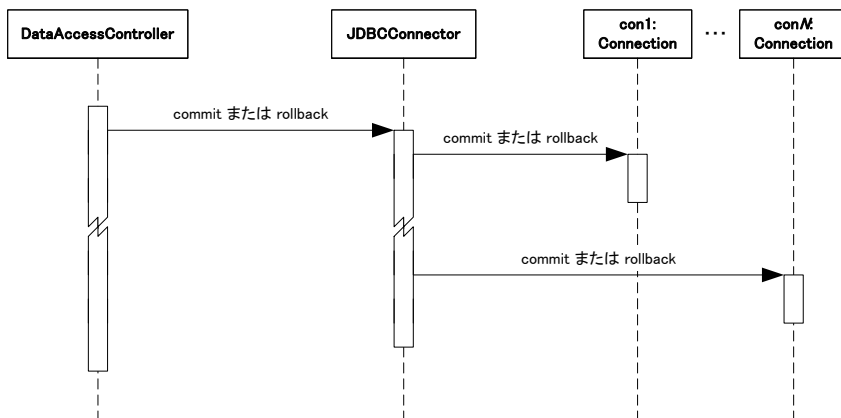 DataAccessController
JDBCConnector
con1:
Connection
...
conN:
Connection
commit または rollback
commit または rollback
commit または rollback